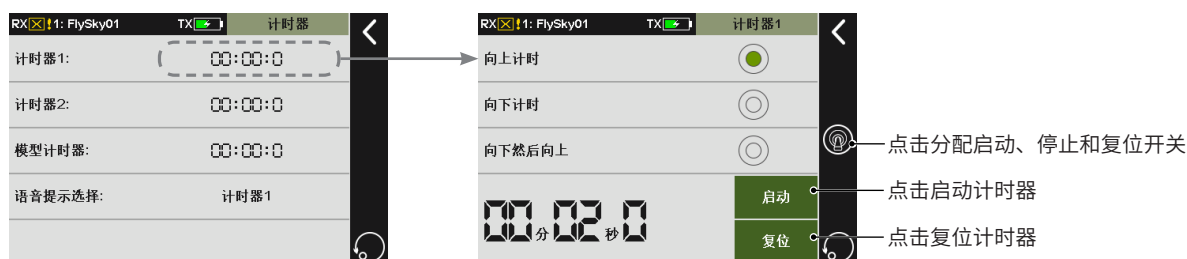 RX 1: FlySky01 TX 计时器
计时器1: 00:00:0
计时器2: 00:00:0
模型计时器: 00:00:0
语音提示选择: 计时器1
RX 1: FlySky01 TX 计时器1
向上计时
向下计时
向下然后向上
00分02秒0
启动
复位
点击分配启动、停止和复位开关
点击启动计时器
点击复位计时器